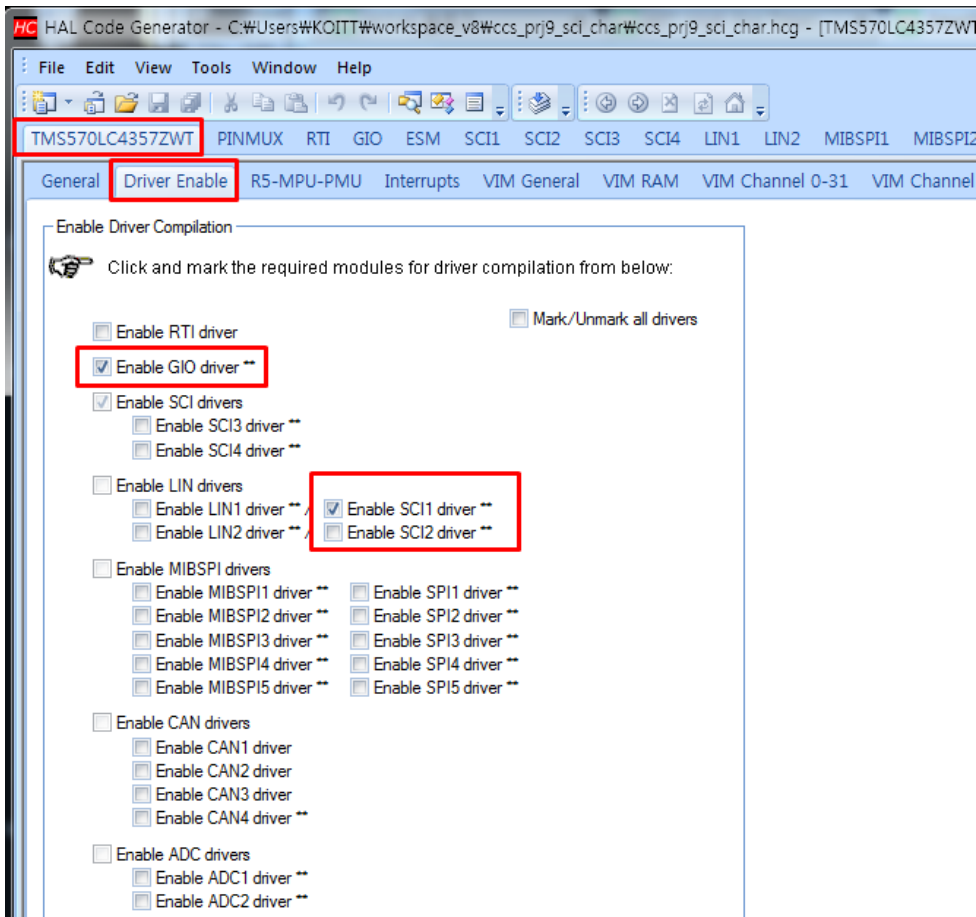 HC HAL Code Generator - C:₩Users₩KOITT₩workspace_v8₩ccs_prj9_sci_char₩ccs_prj9_sci_char.hcg - [TMS570LC4357ZWT
File Edit View Tools Window Help
TMS570LC4357ZWT PINMUX RTI GIO ESM SCI1 SCI2 SCI3 SCI4 LIN1 LIN2 MIBSPI1 MIBSPI2
General Driver Enable R5-MPU-PMU Interrupts VIM General VIM RAM VIM Channel 0-31 VIM Channel
Enable Driver Compilation
Click and mark the required modules for driver compilation from below:
Mark/Unmark all drivers
Enable RTI driver
Enable GIO driver **
Enable SCI drivers
Enable SCI3 driver **
Enable SCI4 driver **
Enable LIN drivers
Enable LIN1 driver ** / Enable SCI1 driver **
Enable LIN2 driver ** / Enable SCI2 driver **
Enable MIBSPI drivers
Enable MIBSPI1 driver ** Enable SPI1 driver **
Enable MIBSPI2 driver ** Enable SPI2 driver **
Enable MIBSPI3 driver ** Enable SPI3 driver **
Enable MIBSPI4 driver ** Enable SPI4 driver **
Enable MIBSPI5 driver ** Enable SPI5 driver **
Enable CAN drivers
Enable CAN1 driver
Enable CAN2 driver
Enable CAN3 driver
Enable CAN4 driver **
Enable ADC drivers
Enable ADC1 driver **
Enable ADC2 driver **